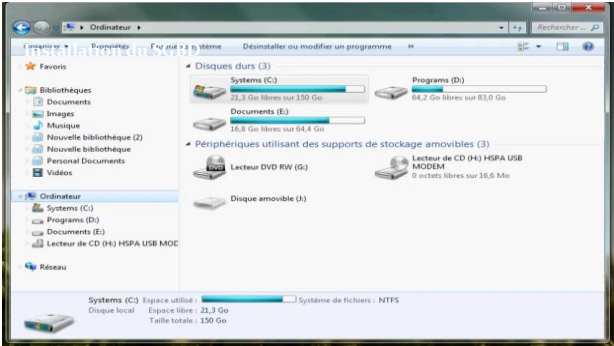 Ordinateur
Rechercher...
Installation du SGBD
Désinstaller ou modifier un programme
Favoris
Bibliothèques
Documents
Images
Musique
Nouvelle bibliothèque (2)
Nouvelle bibliothèque
Personal Documents
Vidéos
Ordinateur
Systems (C:)
Programs (D:)
Documents (E:)
Lecteur de CD (H:) HSPA USB MODE
Réseau
Disques durs (3)
Systems (C:)
21,3 Go libres sur 150 Go
Programs (D:)
64,2 Go libres sur 83,0 Go
Documents (E:)
16,8 Go libres sur 64,4 Go
Périphériques utilisant des supports de stockage amovibles (3)
Lecteur DVD RW (G:)
Lecteur de CD (H:) HSPA USB
MODEM
0 octets libres sur 16,6 Mo
Disque amovible (J:)
Systems (C:) Espace utilisé : Système de fichiers : NTFS
Disque local Espace libre : 21,3 Go
Taille totale : 150 Go